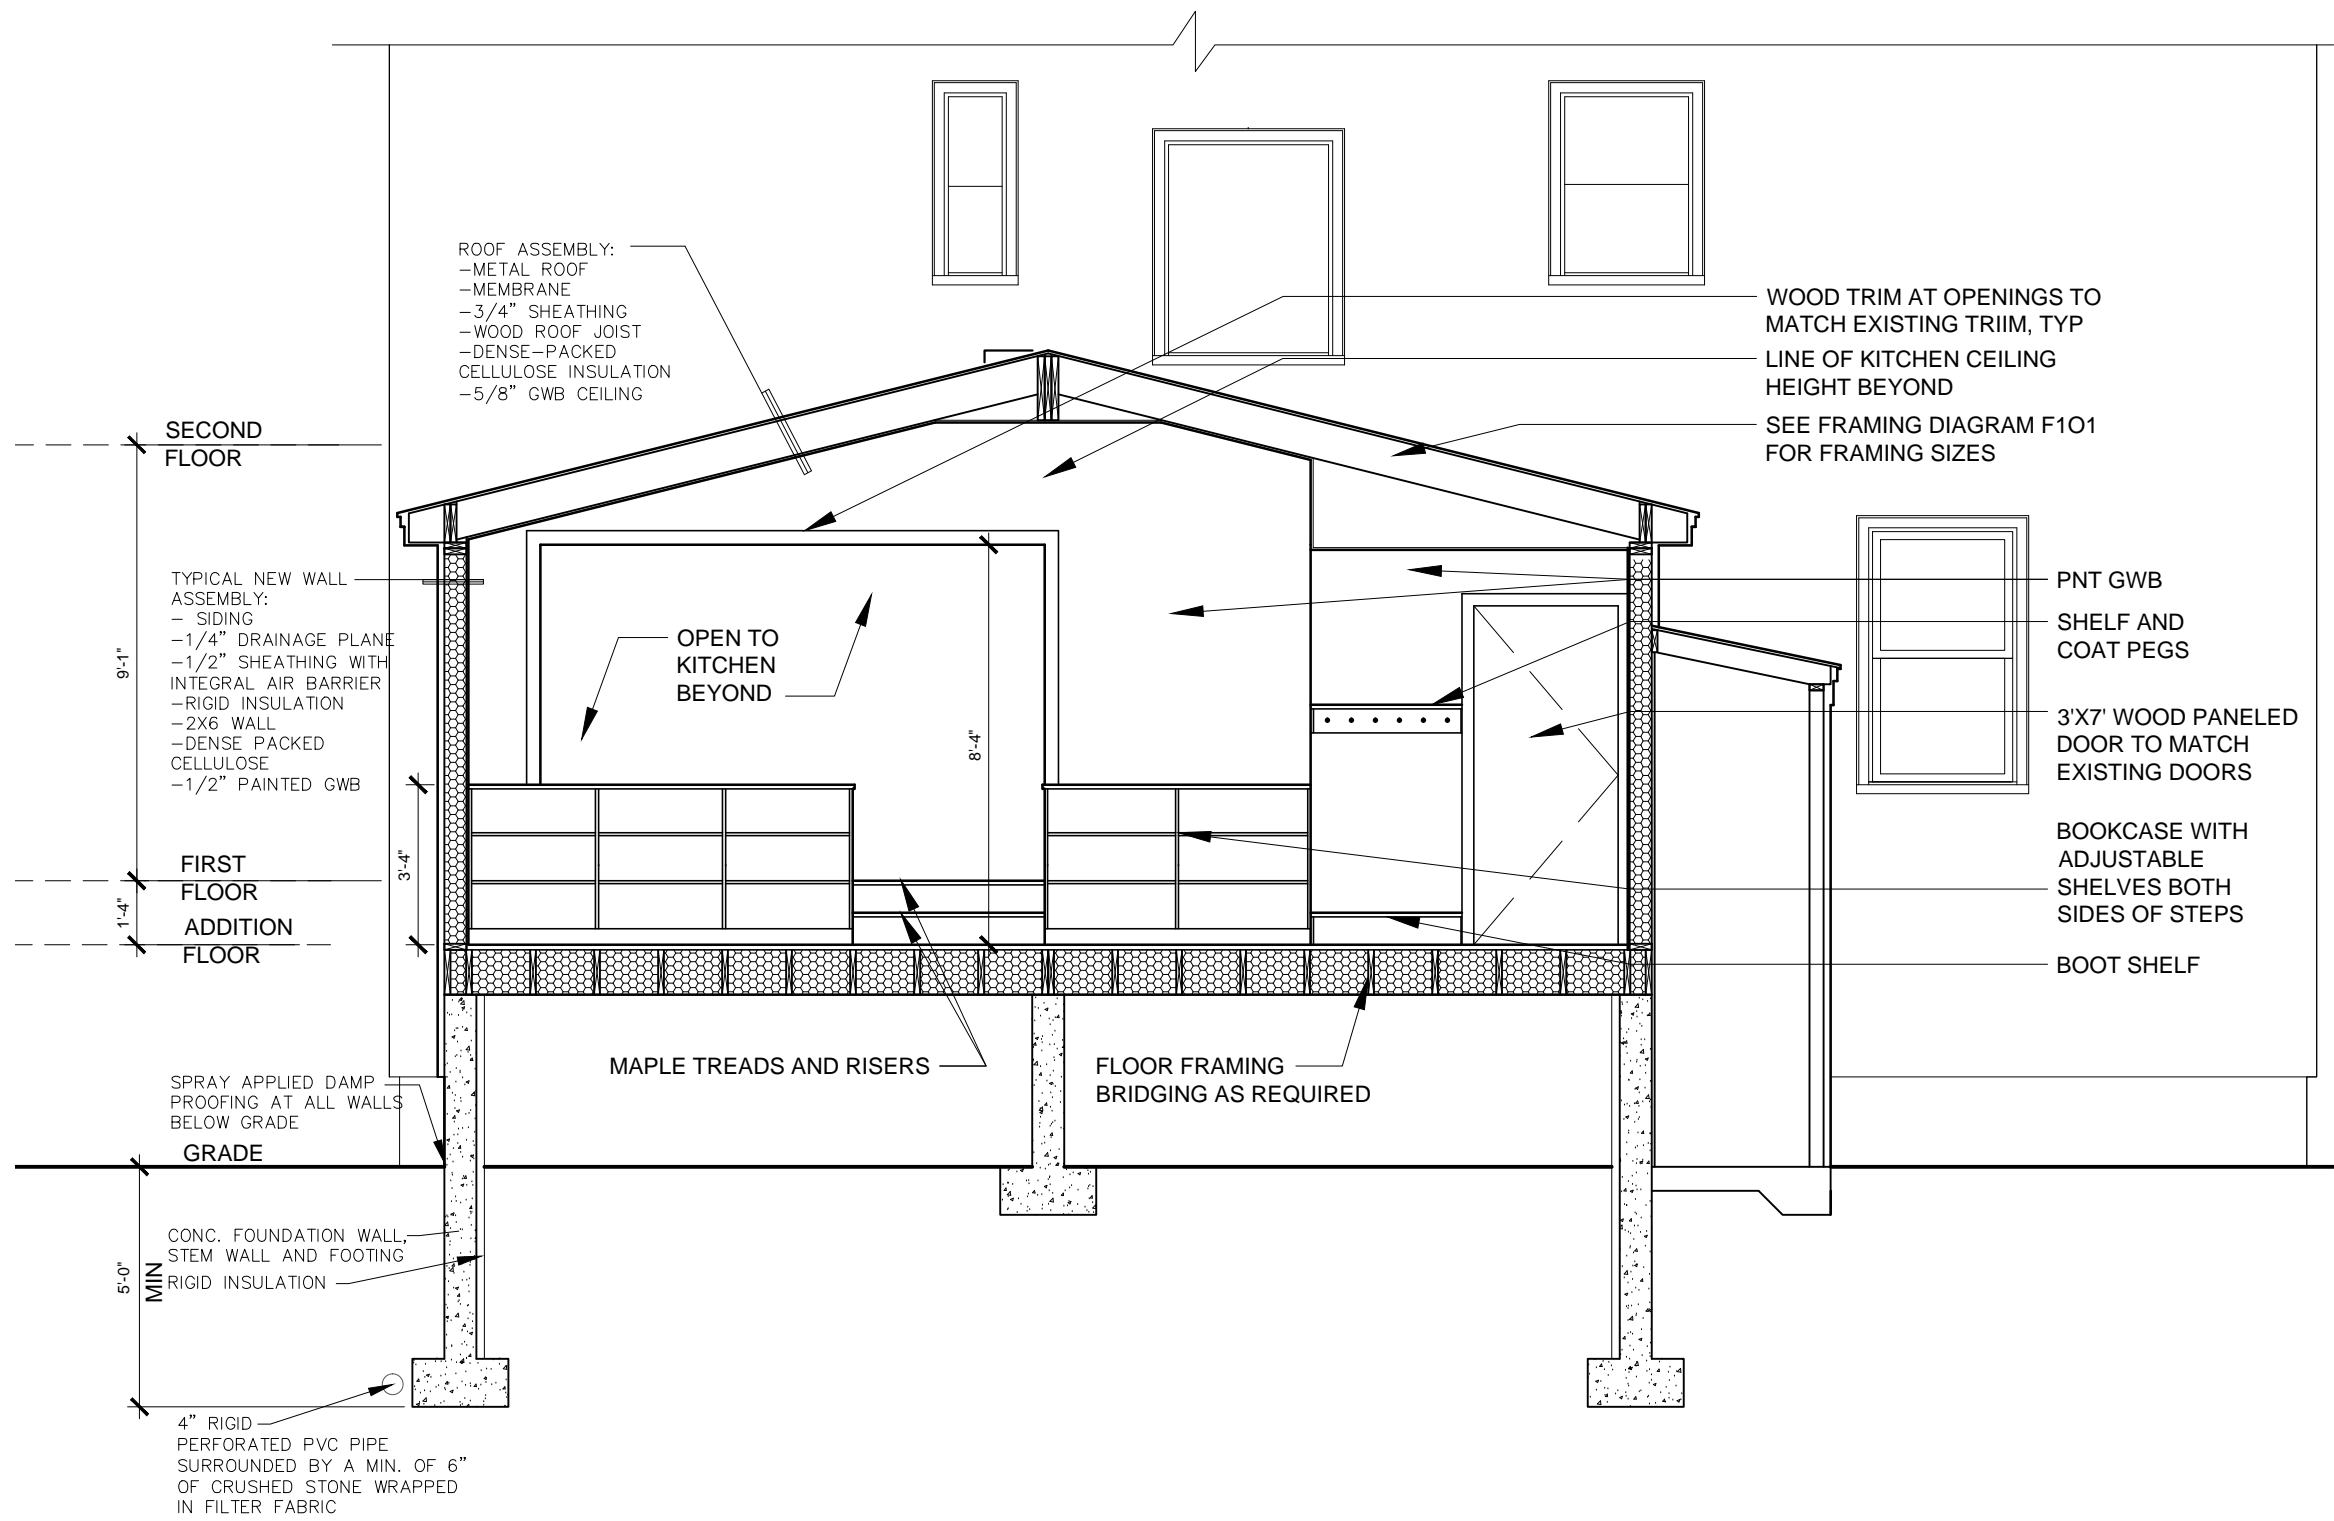 ROOF ASSEMBLY:
-METAL ROOF
-MEMBRANE
-3/4" SHEATHING
-WOOD ROOF JOIST
-DENSE-PACKED
CELLULOSE INSULATION
-5/8" GWB CEILING
WOOD TRIM AT OPENINGS TO
MATCH EXISTING TRIIM, TYP
LINE OF KITCHEN CEILING
HEIGHT BEYOND
SEE FRAMING DIAGRAM F1O1
FOR FRAMING SIZES
SECOND
FLOOR
TYPICAL NEW WALL
ASSEMBLY:
- SIDING
-1/4" DRAINAGE PLANE
-1/2" SHEATHING WITH
INTEGRAL AIR BARRIER
-RIGID INSULATION
-2X6 WALL
-DENSE PACKED
CELLULOSE
-1/2" PAINTED GWB
9'-1"
OPEN TO
KITCHEN
BEYOND
8'-4"
PNT GWB
SHELF AND
COAT PEGS
3'X7' WOOD PANELED
DOOR TO MATCH
EXISTING DOORS
BOOKCASE WITH
ADJUSTABLE
SHELVES BOTH
SIDES OF STEPS
BOOT SHELF
3'-4"
FIRST
FLOOR
1'-4"
ADDITION
FLOOR
MAPLE TREADS AND RISERS
FLOOR FRAMING
BRIDGING AS REQUIRED
SPRAY APPLIED DAMP
PROOFING AT ALL WALLS
BELOW GRADE
GRADE
CONC. FOUNDATION WALL,
STEM WALL AND FOOTING
RIGID INSULATION
5'-0"
MIN
4" RIGID
PERFORATED PVC PIPE
SURROUNDED BY A MIN. OF 6"
OF CRUSHED STONE WRAPPED
IN FILTER FABRIC